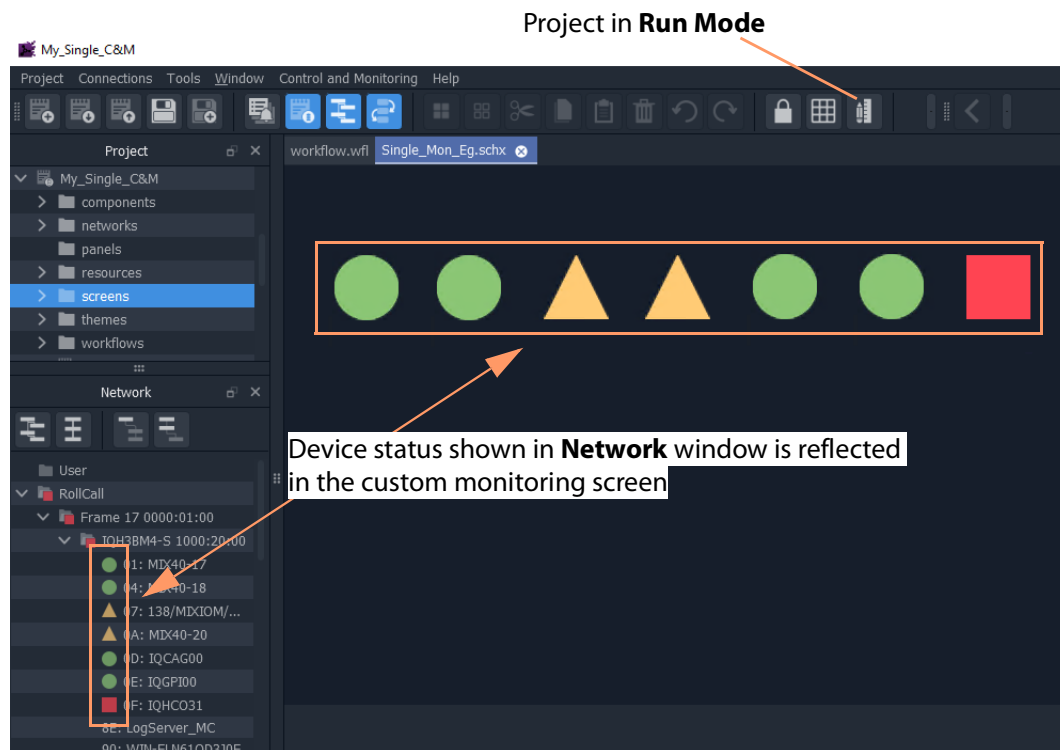 Project in Run Mode
My_Single_C&M
Project Connections Tools Window Control and Monitoring Help
Project
workflow.wfl Single_Mon_Eg.schx
My_Single_C&M
components
networks
panels
resources
screens
themes
workflows
Network
Device status shown in Network window is reflected
in the custom monitoring screen
User
RollCall
Frame 17 0000:01:00
IQH3BM4-S 1000:20:00
01: MIX40-17
04: MIX40-18
07: 138/MIXIOM/...
0A: MIX40-20
0D: IQCAG00
0E: IQGPI00
0F: IQHCO31
8E: LogServer_MC